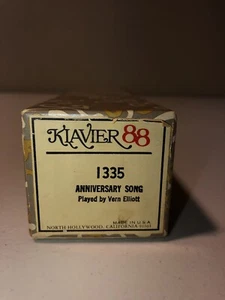 KLAVIER 88
1335
ANNIVERSARY SONG
Played by Vern Elliott
MADE IN U.S.A.
NORTH HOLLYWOOD, CALIFORNIA